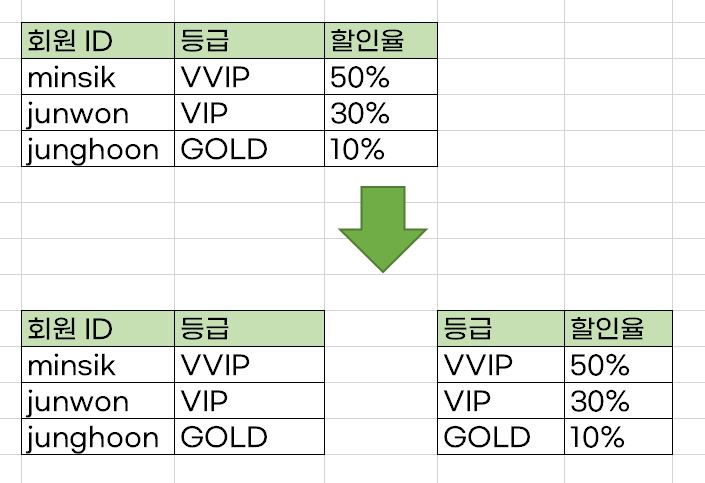 회원 ID 등급 할인율
minsik VVIP 50%
junwon VIP 30%
junghoon GOLD 10%
회원 ID 등급 등급 할인율
minsik VVIP VVIP 50%
junwon VIP VIP 30%
junghoon GOLD GOLD 10%